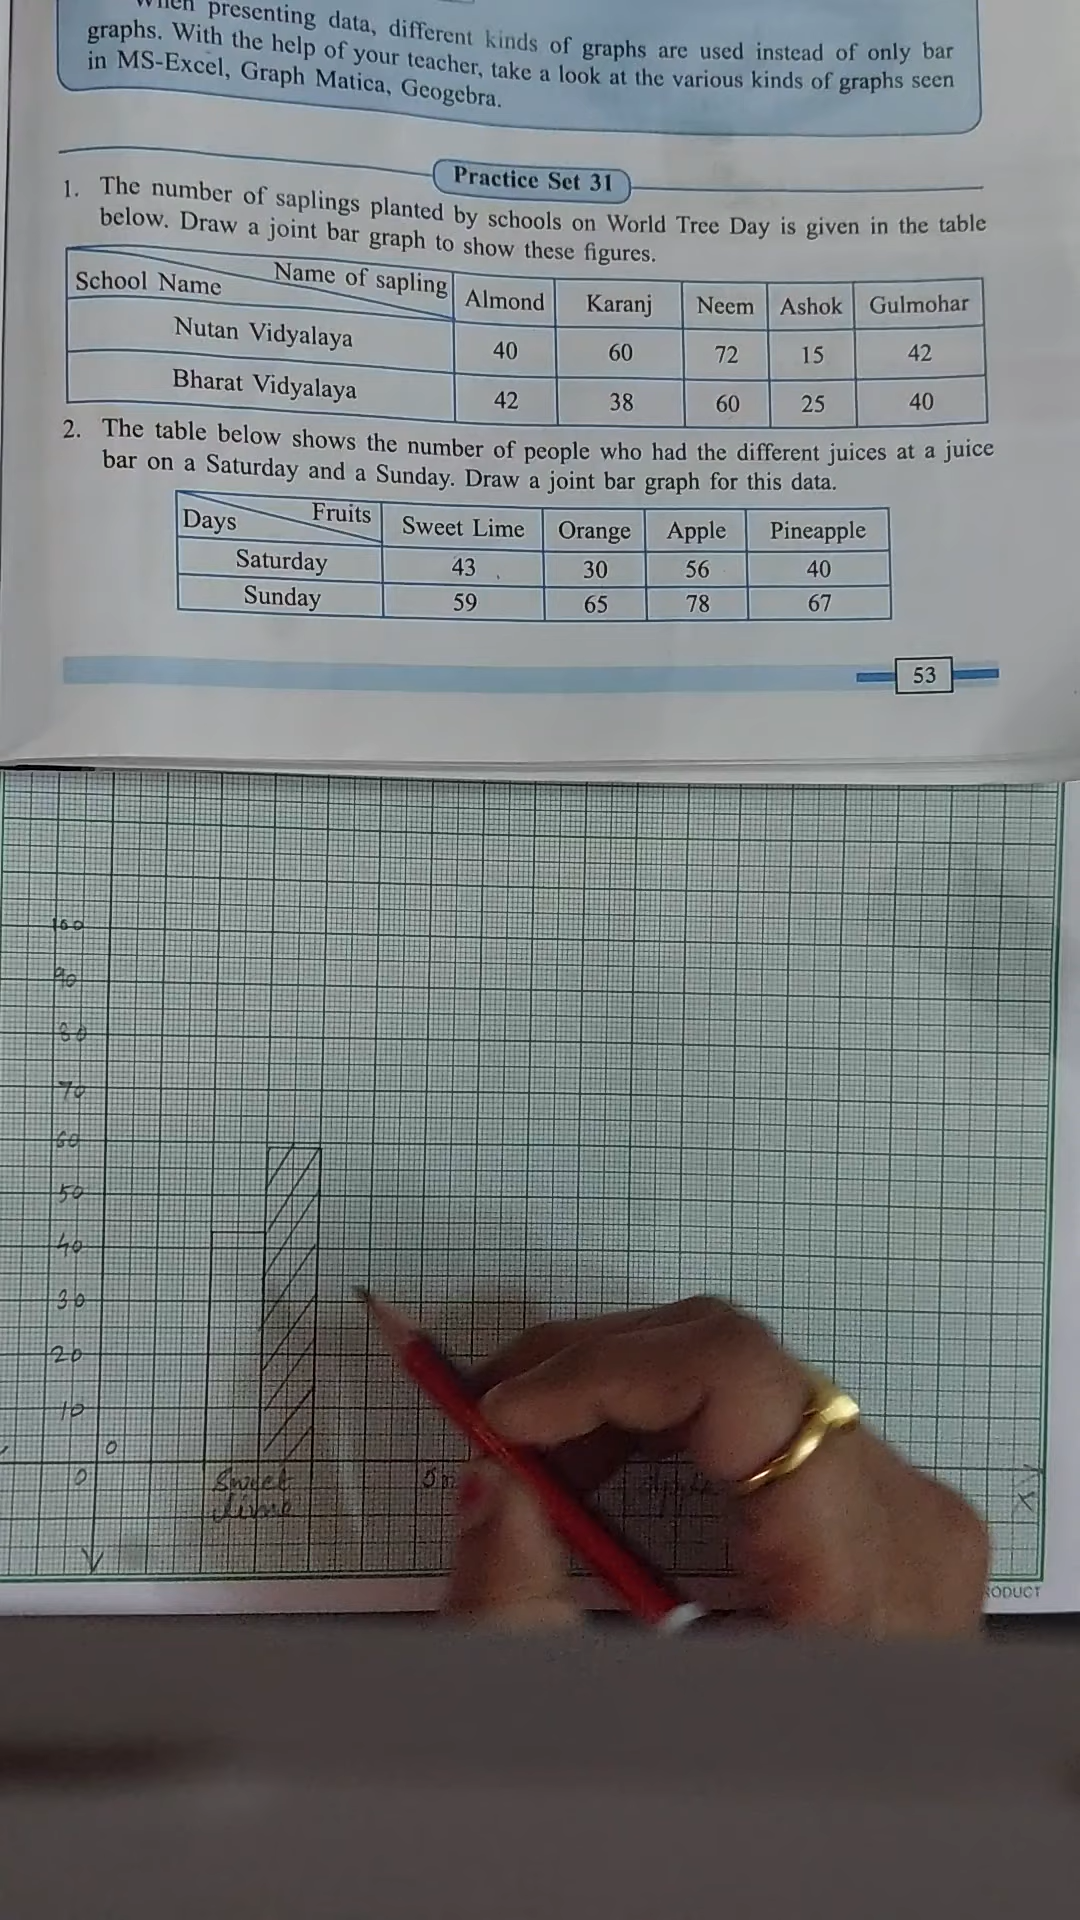 When presenting data, different kinds of graphs are used instead of only bar
graphs. With the help of your teacher, take a look at the various kinds of graphs seen
in MS-Excel, Graph Matica, Geogebra.
Practice Set 31
1. The number of saplings planted by schools on World Tree Day is given in the table
below. Draw a joint bar graph to show these figures.
School Name Name of sapling Almond Karanj Neem Ashok Gulmohar
Nutan Vidyalaya 40 60 72 15 42
Bharat Vidyalaya 42 38 60 25 40
2. The table below shows the number of people who had the different juices at a juice
bar on a Saturday and a Sunday. Draw a joint bar graph for this data.
Days Fruits Sweet Lime Orange Apple Pineapple
Saturday 43 30 56 40
Sunday 59 65 78 67
53
100
90
80
70
60
50
40
30
20
10
0
0
Sweet
Lime
X